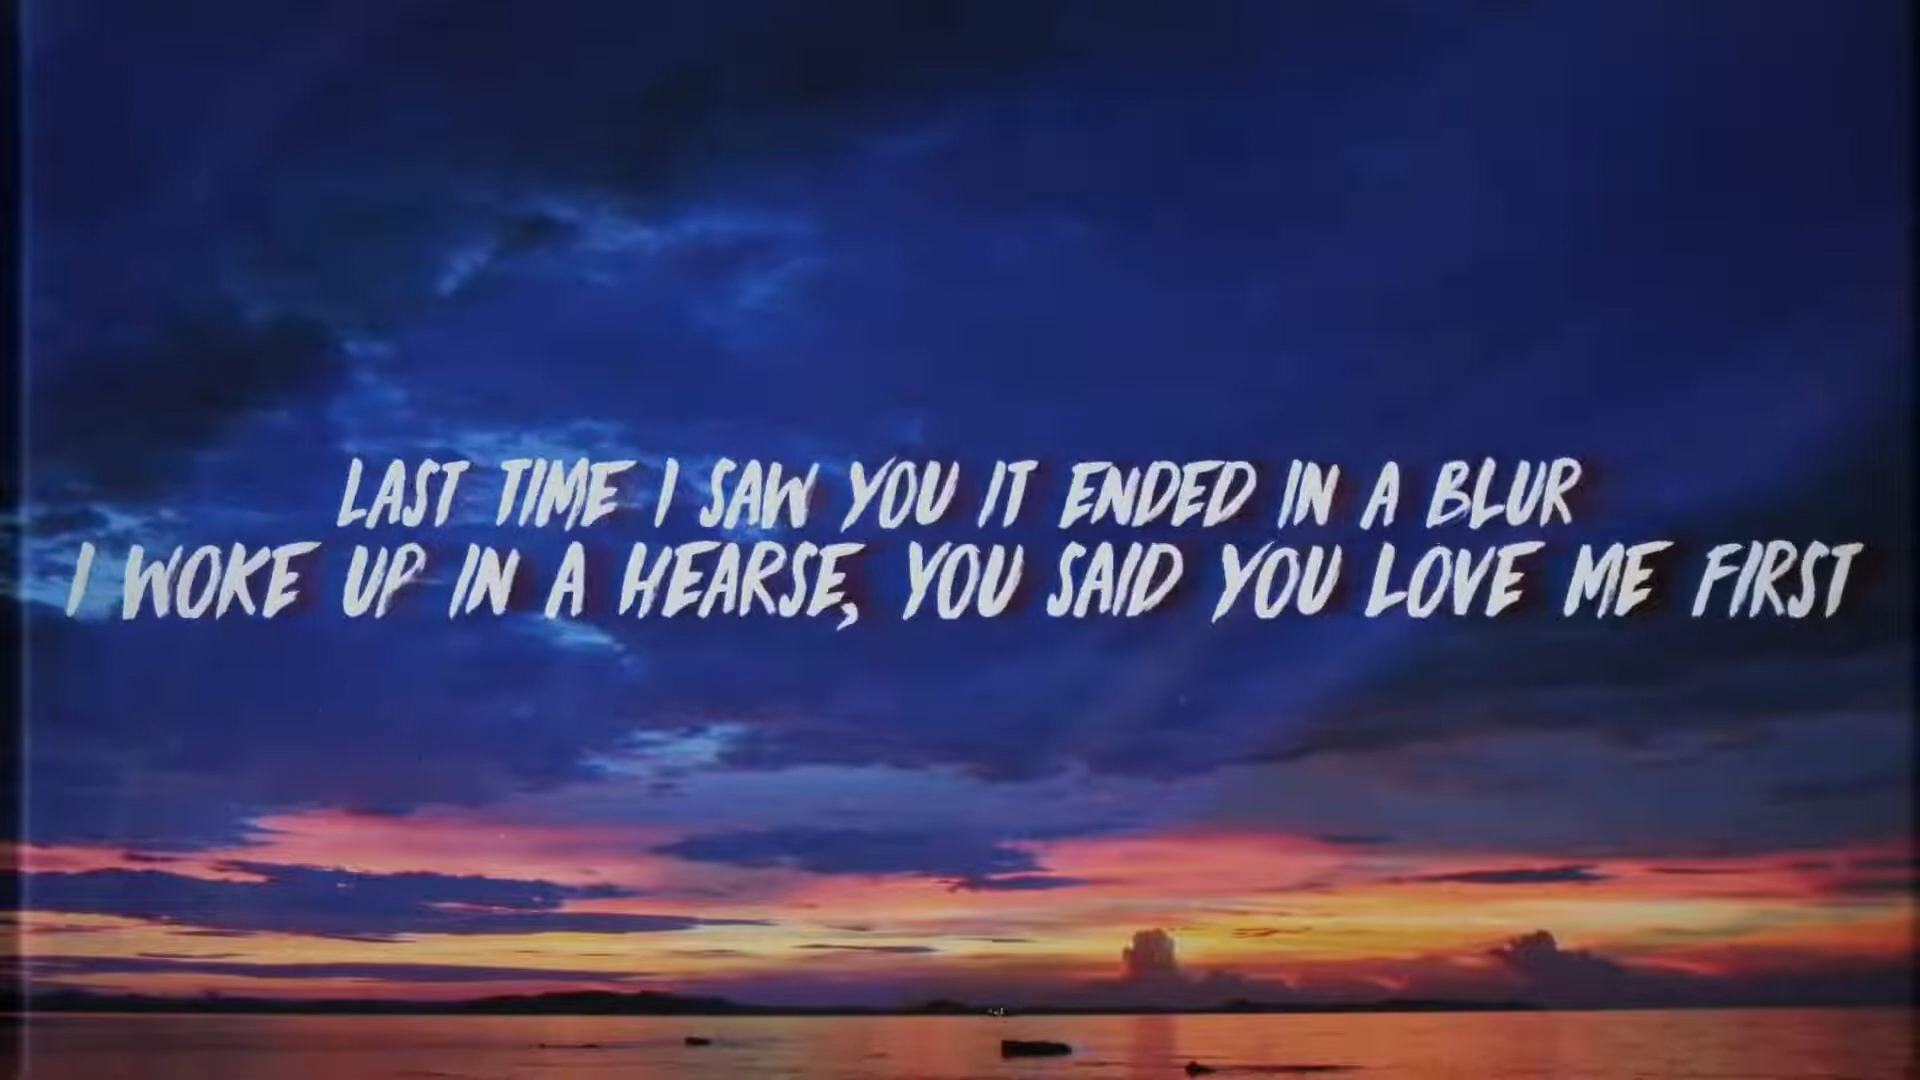 LAST TIME I SAW YOU IT ENDED IN A BLUR
I WOKE UP IN A HEARSE, YOU SAID YOU LOVE ME FIRST